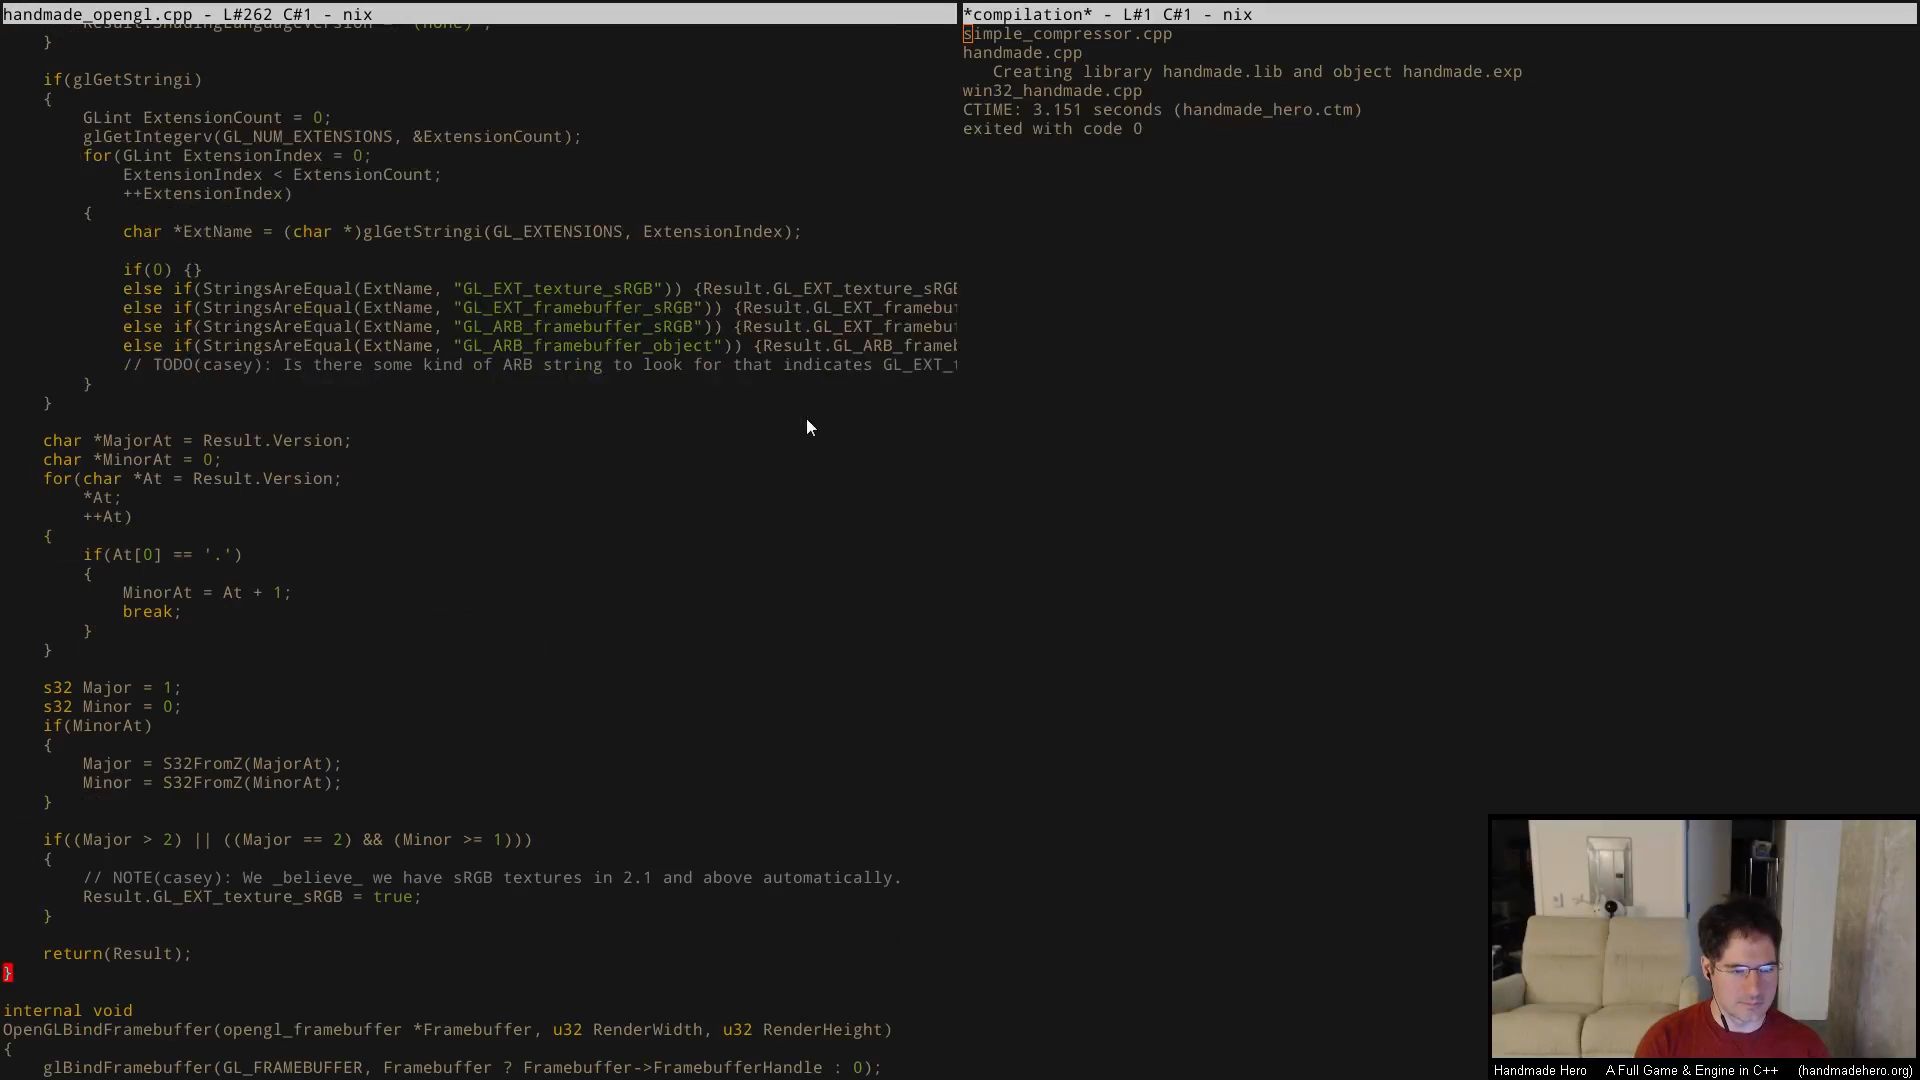 handmade_opengl.cpp - L#262 C#1 - nix
}
if(glGetStringi)
{
GLint ExtensionCount = 0;
glGetIntegerv(GL_NUM_EXTENSIONS, &ExtensionCount);
for(GLint ExtensionIndex = 0;
ExtensionIndex < ExtensionCount;
++ExtensionIndex)
{
char *ExtName = (char *)glGetStringi(GL_EXTENSIONS, ExtensionIndex);
if(0) {}
else if(StringsAreEqual(ExtName, "GL_EXT_texture_sRGB")) {Result.GL_EXT_texture_sRGB
else if(StringsAreEqual(ExtName, "GL_EXT_framebuffer_sRGB")) {Result.GL_EXT_framebuf
else if(StringsAreEqual(ExtName, "GL_ARB_framebuffer_sRGB")) {Result.GL_EXT_framebuf
else if(StringsAreEqual(ExtName, "GL_ARB_framebuffer_object")) {Result.GL_ARB_frameb
// TODO(casey): Is there some kind of ARB string to look for that indicates GL_EXT_t
}
}
char *MajorAt = Result.Version;
char *MinorAt = 0;
for(char *At = Result.Version;
*At;
++At)
{
if(At[0] == '.')
{
MinorAt = At + 1;
break;
}
}
s32 Major = 1;
s32 Minor = 0;
if(MinorAt)
{
Major = S32FromZ(MajorAt);
Minor = S32FromZ(MinorAt);
}
if((Major > 2) || ((Major == 2) && (Minor >= 1)))
{
// NOTE(casey): We _believe_ we have sRGB textures in 2.1 and above automatically.
Result.GL_EXT_texture_sRGB = true;
}
return(Result);
}
internal void
OpenGLBindFramebuffer(opengl_framebuffer *Framebuffer, u32 RenderWidth, u32 RenderHeight)
{
glBindFramebuffer(GL_FRAMEBUFFER, Framebuffer ? Framebuffer->FramebufferHandle : 0);
*compilation* - L#1 C#1 - nix
simple_compressor.cpp
handmade.cpp
Creating library handmade.lib and object handmade.exp
win32_handmade.cpp
CTIME: 3.151 seconds (handmade_hero.ctm)
exited with code 0
Handmade Hero A Full Game & Engine in C++ (handmadehero.org)